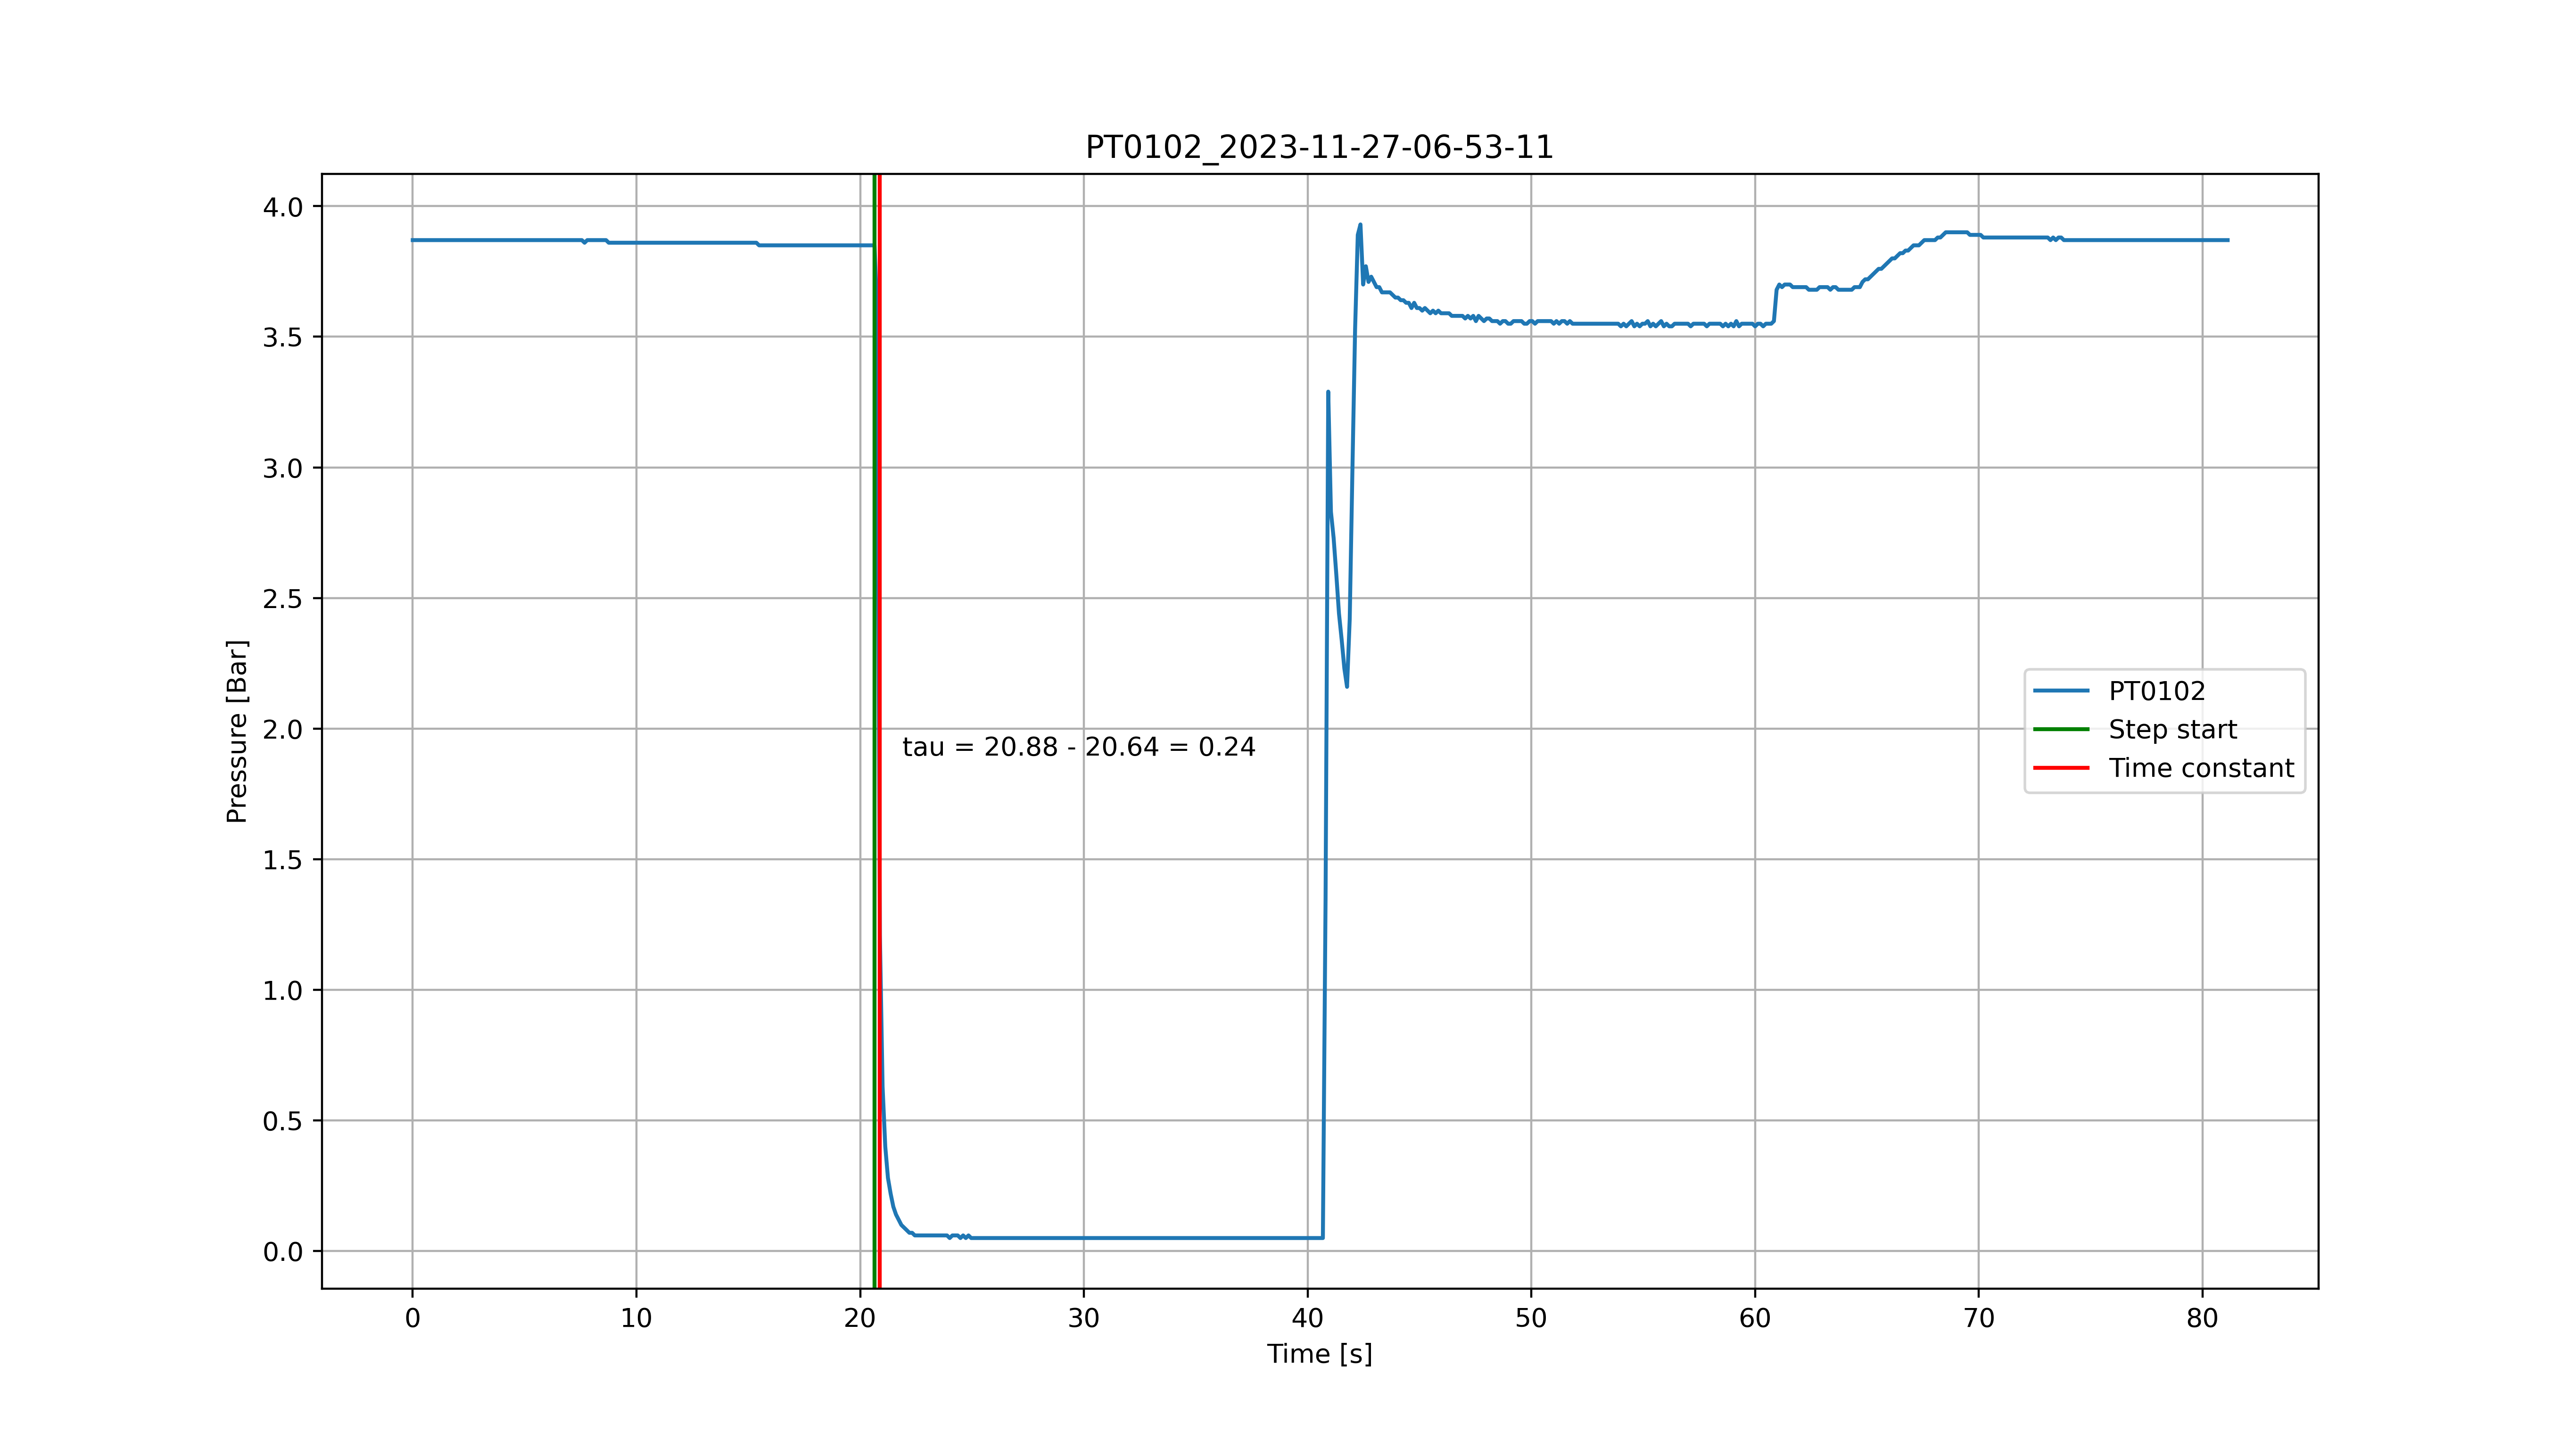 PT0102_2023-11-27-06-53-11
4.0
3.5
3.0
2.5
2.0
1.5
1.0
0.5
0.0
Pressure [Bar]
tau = 20.88 - 20.64 = 0.24
PT0102
Step start
Time constant
0 10 20 30 40 50 60 70 80
Time [s]